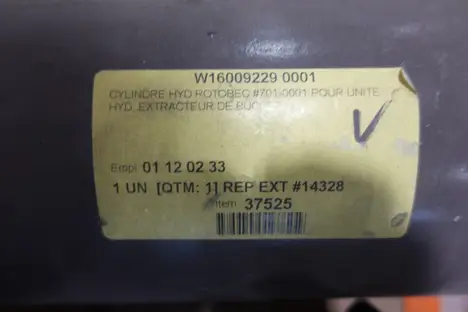 W16009229 0001
CYLINDRE HYD ROTOBEC #701-0001 POUR UNITE
HYD. EXTRACTEUR DE
Empl 01 12 02 33
1 UN [QTM: 1] REP EXT #14328
Item 37525
V